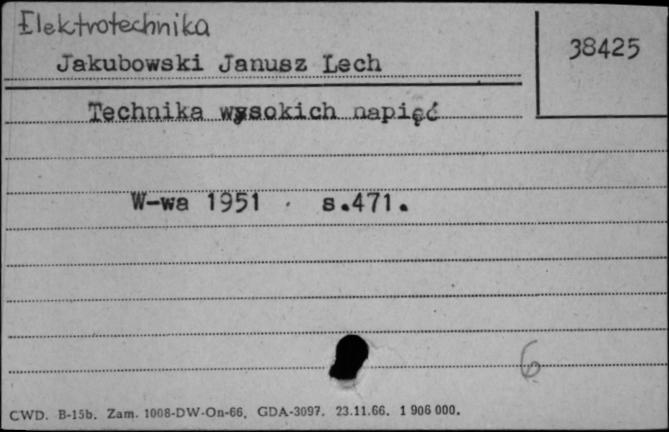 Elektrotechnika
38425
Jakubowski Janusz Lech
Technika wysokich napięć
W-wa 1951 s.471.
6
CWD. B-15b. Zam. 1008-DW-On-66. GDA-3097. 23.11.66. 1 906 000.